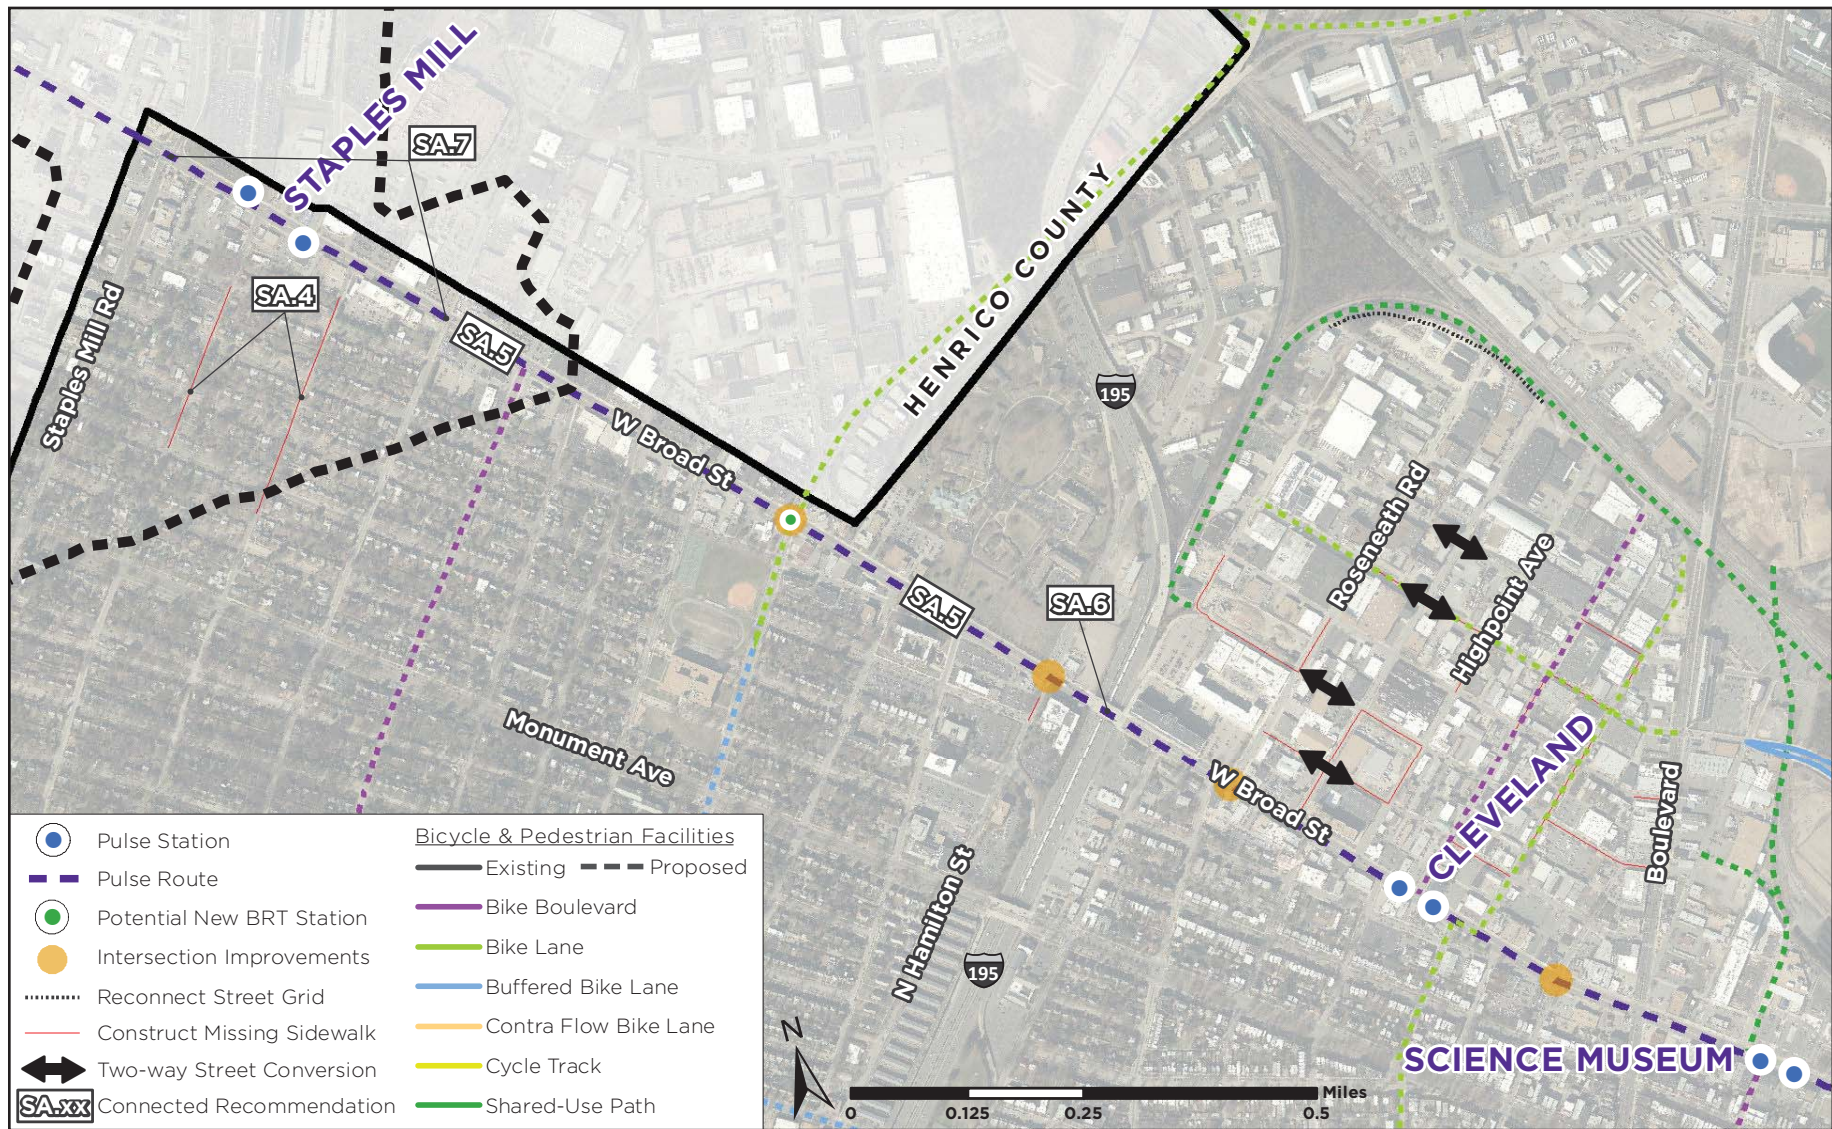 STAPLES MILL
SA.7
SA.4
SA.5
Staples Mill Rd
W Broad St
HENRICO COUNTY
195
Roseneath Rd
Highpoint Ave
SA.5
SA.6
Monument Ave
W Broad St
CLEVELAND
Boulevard
N Hamilton St
195
SCIENCE MUSEUM
Pulse Station
Pulse Route
Potential New BRT Station
Intersection Improvements
Reconnect Street Grid
Construct Missing Sidewalk
Two-way Street Conversion
SA.xx Connected Recommendation
Bicycle & Pedestrian Facilities
Existing Proposed
Bike Boulevard
Bike Lane
Buffered Bike Lane
Contra Flow Bike Lane
Cycle Track
Shared-Use Path
N
Miles
0 0.125 0.25 0.5